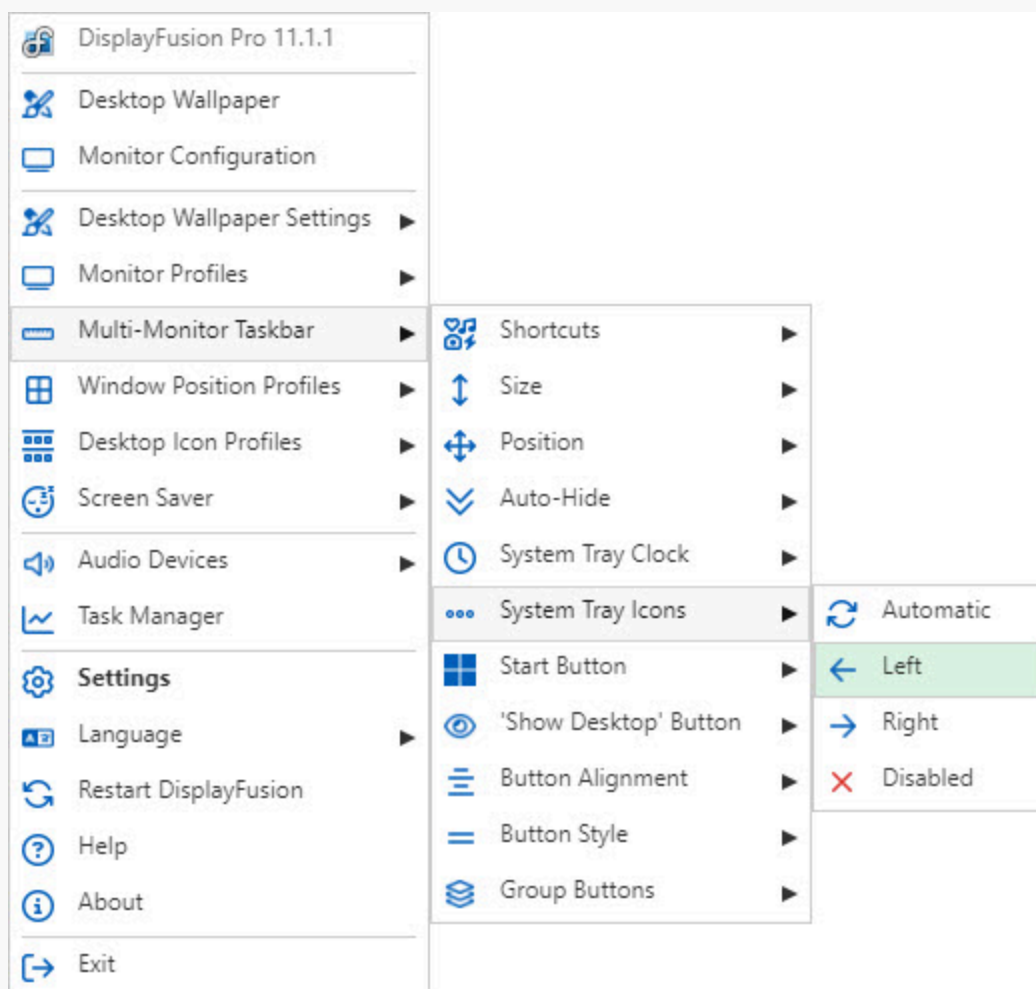 DisplayFusion Pro 11.1.1
Desktop Wallpaper
Monitor Configuration
Desktop Wallpaper Settings
Monitor Profiles
Multi-Monitor Taskbar
Window Position Profiles
Desktop Icon Profiles
Screen Saver
Audio Devices
Task Manager
Settings
Language
Restart DisplayFusion
Help
About
Exit
Shortcuts
Size
Position
Auto-Hide
System Tray Clock
System Tray Icons
Start Button
'Show Desktop' Button
Button Alignment
Button Style
Group Buttons
Automatic
Left
Right
Disabled